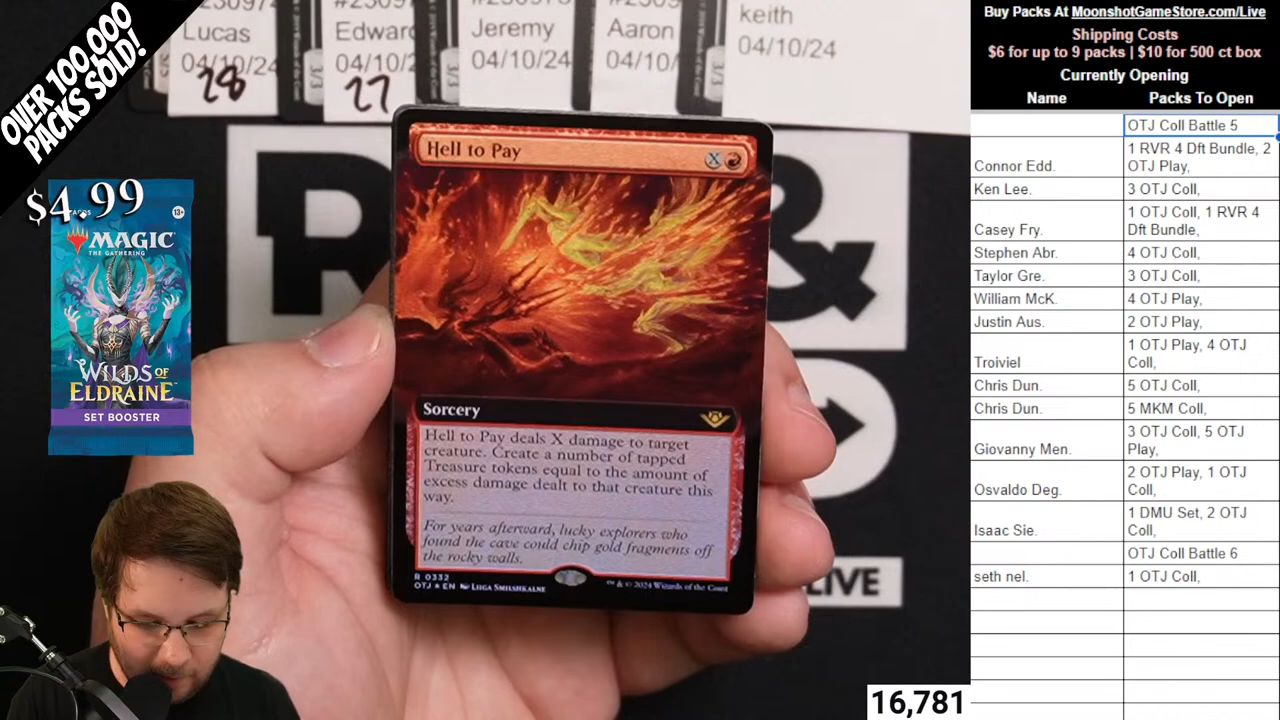 OVER 100,000
PACKS SOLD!
Lucas
04/10/24
28
Edwar
04/10/
27
Jeremy
04/10/24
Aaron
04/10/
keith
04/10/24
$4.99
13+
MAGIC
THE GATHERING
WILDS OF
ELDRAINE
SET BOOSTER
Hell to Pay
X
Sorcery
Hell to Pay deals X damage to target
creature. Create a number of tapped
Treasure tokens equal to the amount of
excess damage dealt to that creature this
way.
For years afterward, lucky explorers who
found the cave could chip gold fragments off
the rocky walls.
R 0332
OTJ ★ EN LIIGA SMILSHKALNE
™ & © 2024 Wizards of the Coast
&
LIVE
16,781
Buy Packs At MoonshotGameStore.com/Live
Shipping Costs
$6 for up to 9 packs | $10 for 500 ct box
Currently Opening
Name Packs To Open
OTJ Coll Battle 5
Connor Edd. 1 RVR 4 Dft Bundle, 2
OTJ Play,
Ken Lee. 3 OTJ Coll,
Casey Fry. 1 OTJ Coll, 1 RVR 4
Dft Bundle,
Stephen Abr. 4 OTJ Coll,
Taylor Gre. 3 OTJ Coll,
William McK. 4 OTJ Play,
Justin Aus. 2 OTJ Play,
Troiviel 1 OTJ Play, 4 OTJ
Coll,
Chris Dun. 5 OTJ Coll,
Chris Dun. 5 MKM Coll,
Giovanny Men. 3 OTJ Coll, 5 OTJ
Play,
Osvaldo Deg. 2 OTJ Play, 1 OTJ
Coll,
Isaac Sie. 1 DMU Set, 2 OTJ
Coll,
OTJ Coll Battle 6
seth nel. 1 OTJ Coll,